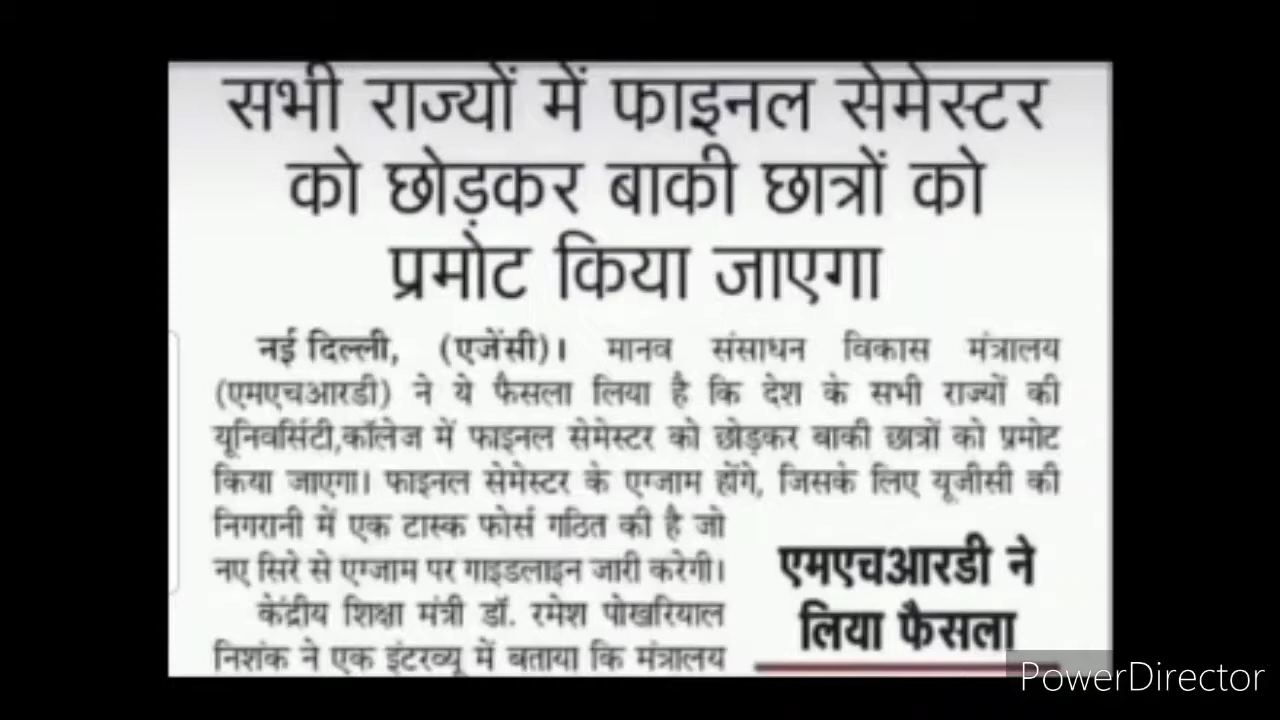 सभी राज्यों में फाइनल सेमेस्टर
को छोड़कर बाकी छात्रों को
प्रमोट किया जाएगा
नई दिल्ली, (एजेंसी)। मानव संसाधन विकास मंत्रालय
(एमएचआरडी) ने ये फैसला लिया है कि देश के सभी राज्यों की
यूनिवर्सिटी,कॉलेज में फाइनल सेमेस्टर को छोड़कर बाकी छात्रों को प्रमोट
किया जाएगा। फाइनल सेमेस्टर के एग्जाम होंगे, जिसके लिए यूजीसी की
निगरानी में एक टास्क फोर्स गठित की है जो
नए सिरे से एग्जाम पर गाइडलाइन जारी करेगी।
केंद्रीय शिक्षा मंत्री डॉ. रमेश पोखरियाल
निशंक ने एक इंटरव्यू में बताया कि मंत्रालय
एमएचआरडी ने
लिया फैसला
PowerDirector